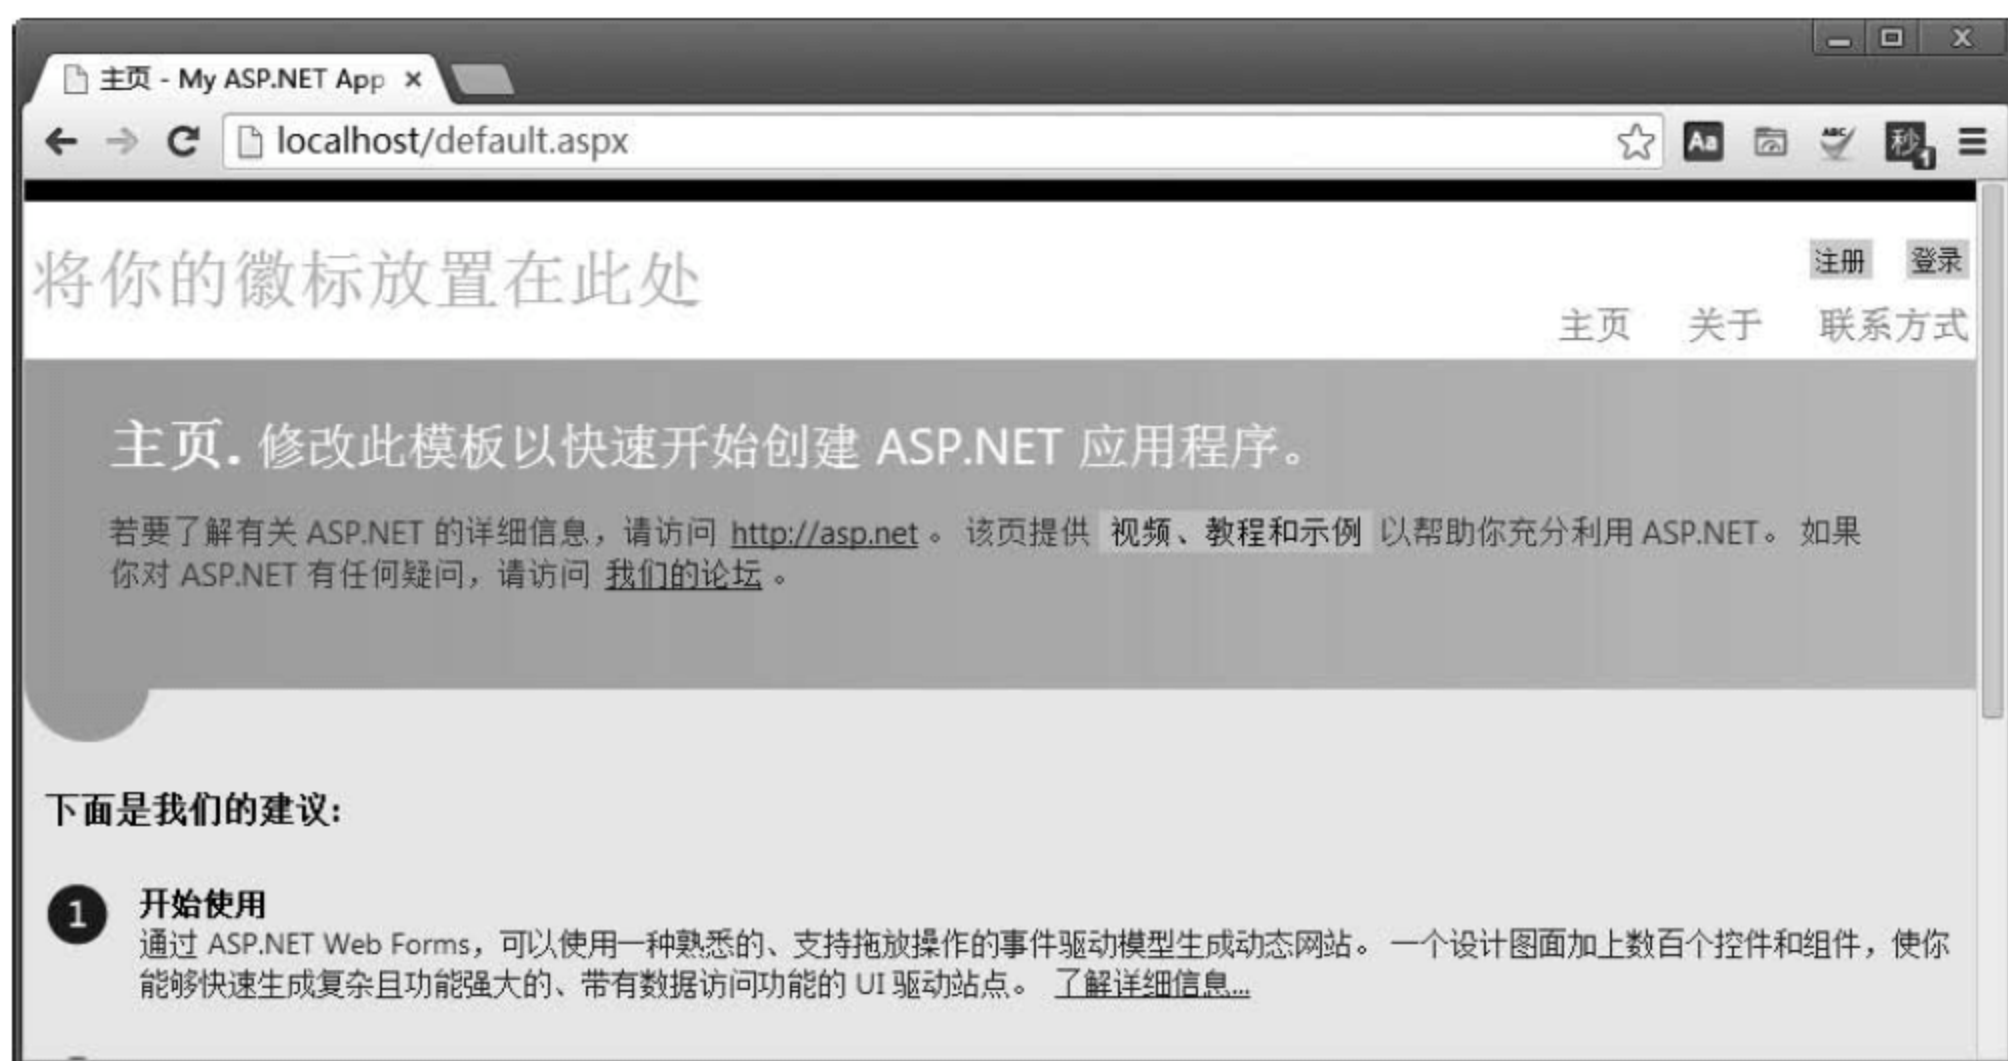 主页 - My ASP.NET App
localhost/default.aspx
Aa
ABC
秒
1
将你的徽标放置在此处
注册 登录
主页 关于 联系方式
主页. 修改此模板以快速开始创建 ASP.NET 应用程序。
若要了解有关 ASP.NET 的详细信息，请访问 http://asp.net 。 该页提供 视频、教程和示例 以帮助你充分利用 ASP.NET。 如果
你对 ASP.NET 有任何疑问，请访问 我们的论坛 。
下面是我们的建议:
1 开始使用
通过 ASP.NET Web Forms，可以使用一种熟悉的、支持拖放操作的事件驱动模型生成动态网站。 一个设计图面加上数百个控件和组件，使你
能够快速生成复杂且功能强大的、带有数据访问功能的 UI 驱动站点。 了解详细信息...